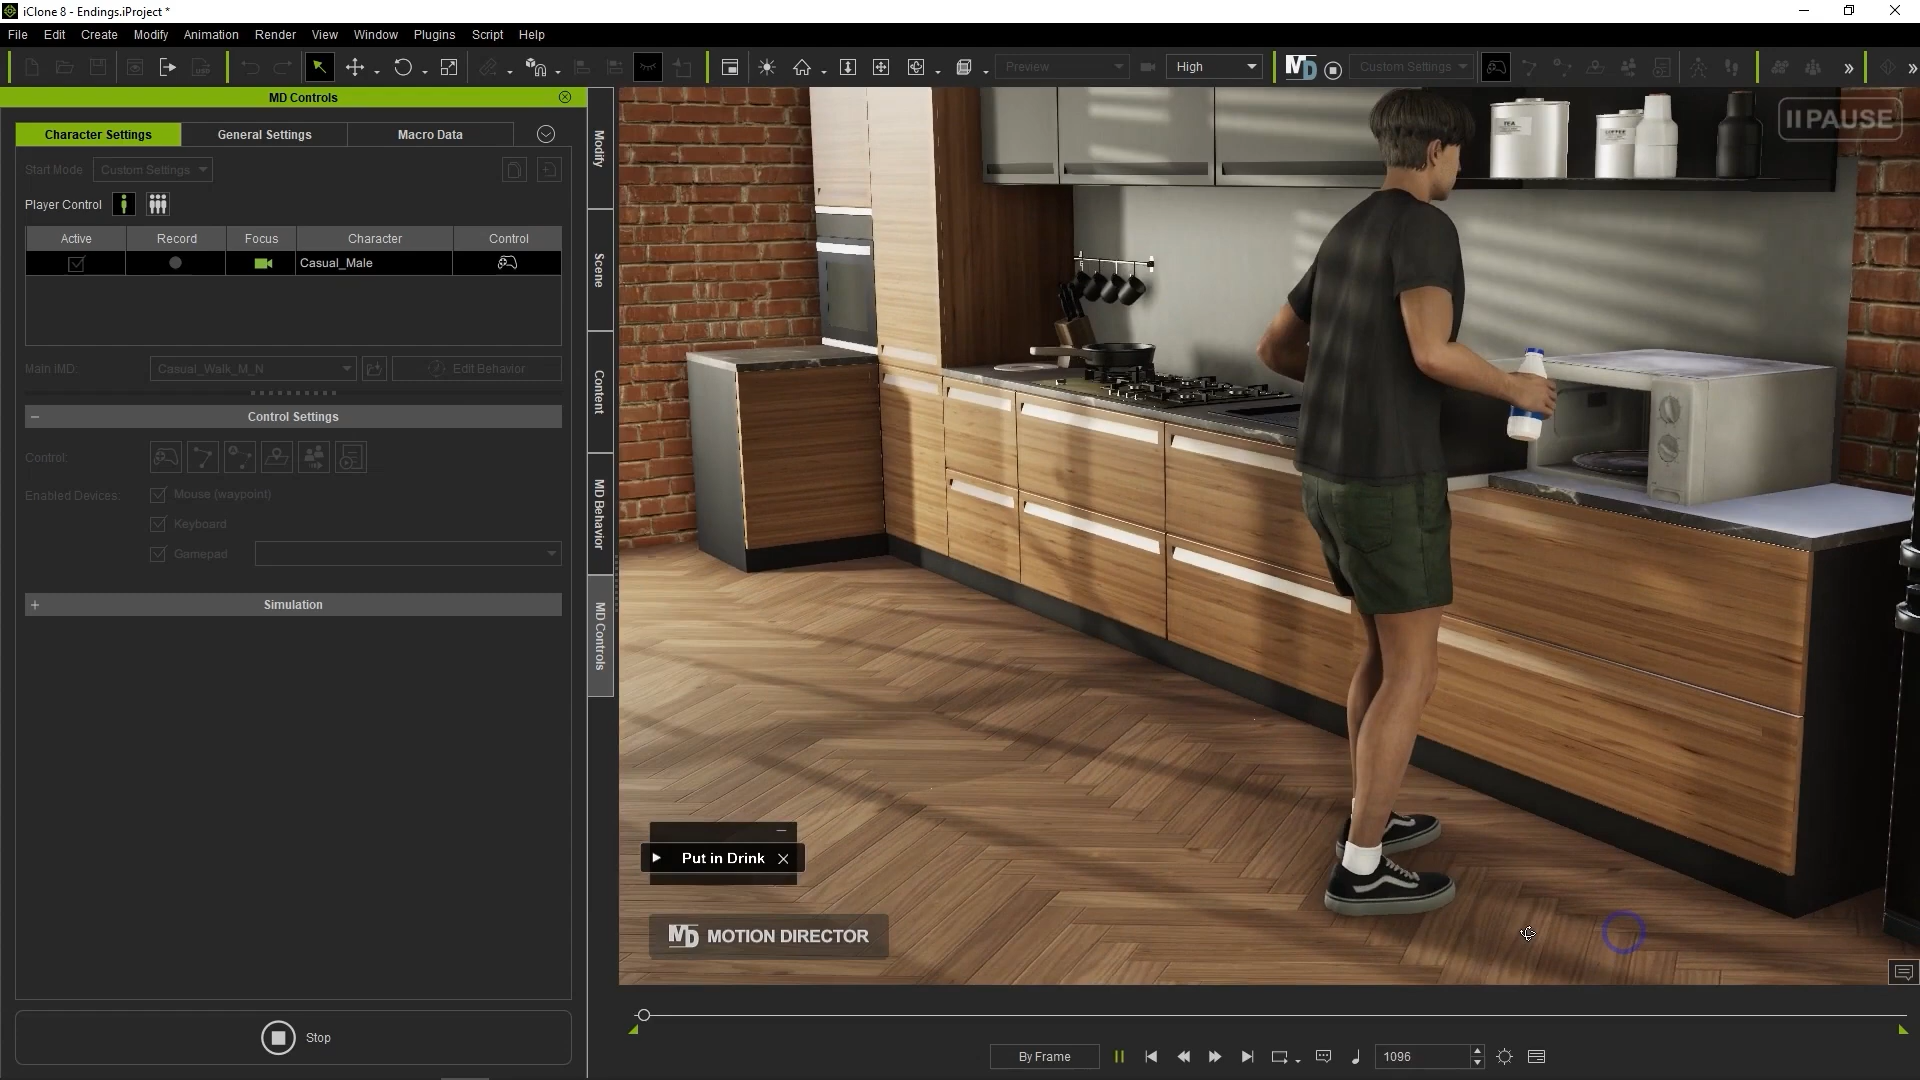 iClone 8 - Endings.iProject *
File Edit Create Modify Animation Render View Window Plugins Script Help
Preview High MD Custom Settings
MD Controls
Character Settings General Settings Macro Data
Start Mode Custom Settings
Player Control
Active Record Focus Character Control
Casual_Male
Main IMD: Casual_Walk_M_N Edit Behavior
Control Settings
Control:
Enabled Devices: Mouse (waypoint)
Keyboard
Gamepad
Simulation
Stop
Modify
Scene
Content
MD Behavior
MD Controls
PAUSE
TEA
Put in Drink
MD MOTION DIRECTOR
By Frame 1096